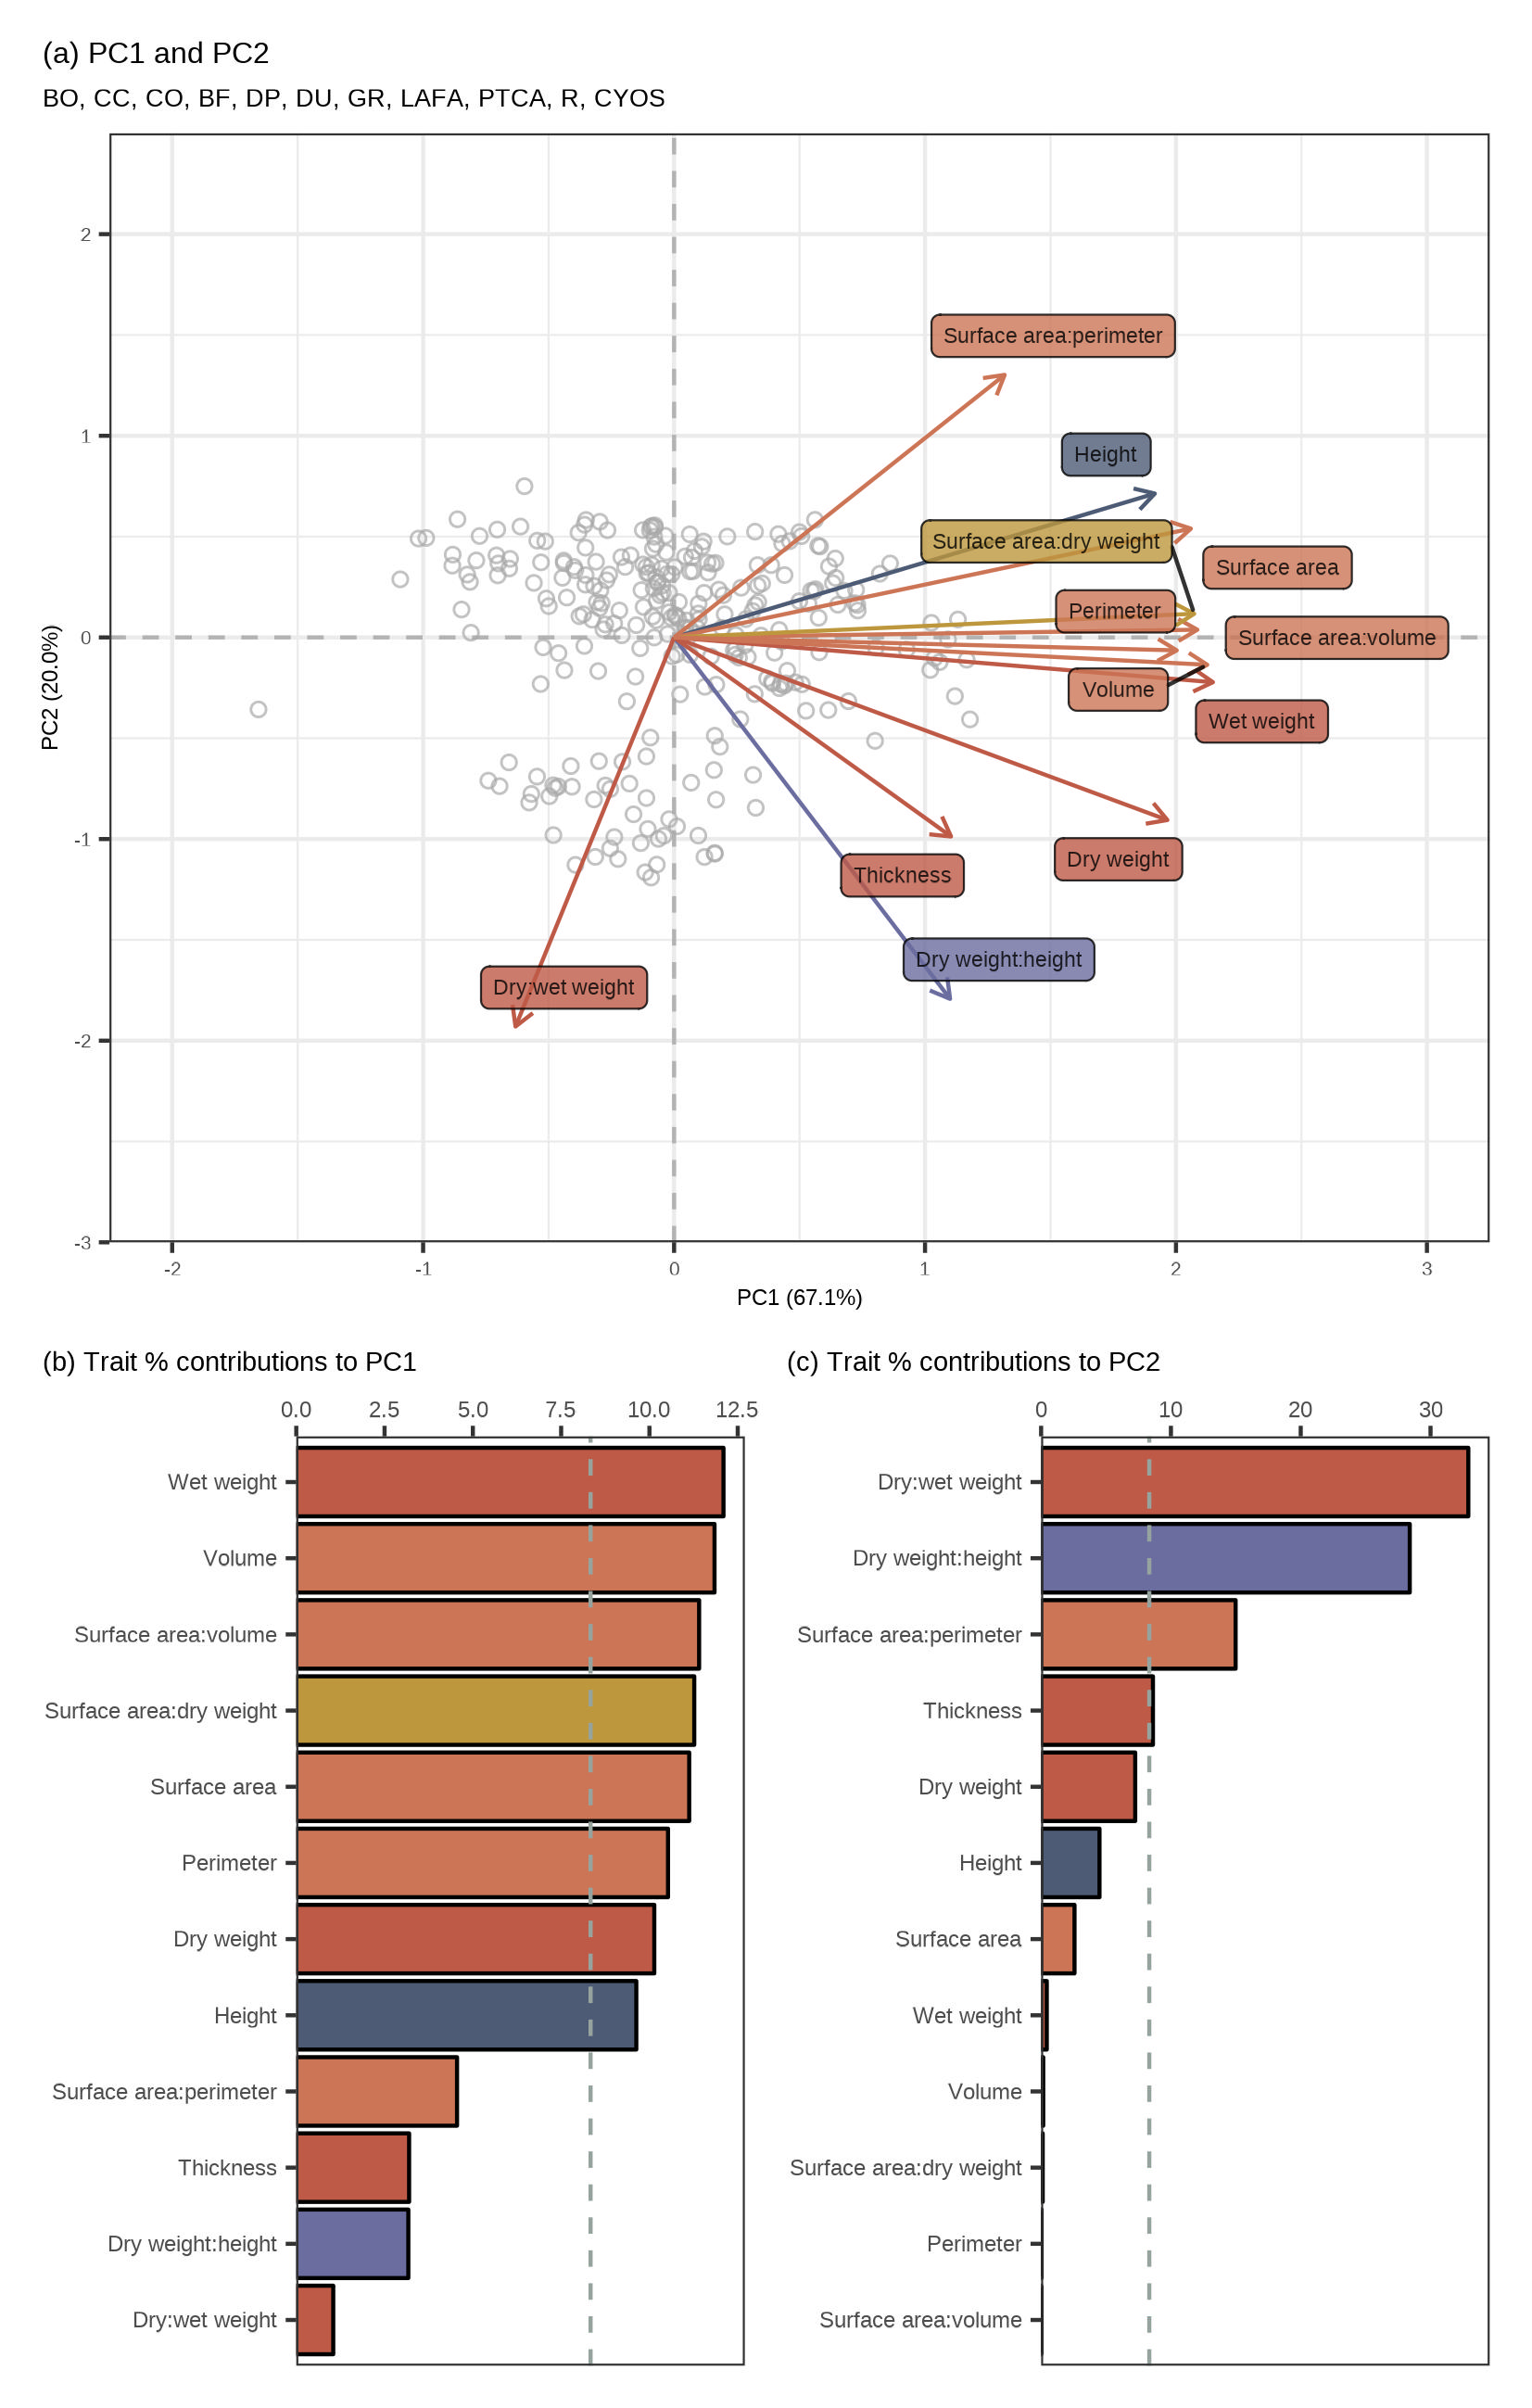 (a) PC1 and PC2
BO, CC, CO, BF, DP, DU, GR, LAFA, PTCA, R, CYOS
2
1
0
-1
-2
-3
PC2 (20.0%)
Surface area:perimeter
Height
Surface area:dry weight
Surface area
Perimeter
Surface area:volume
Volume
Wet weight
Dry weight
Thickness
Dry weight:height
Dry:wet weight
-2 -1 0 1 2 3
PC1 (67.1%)
(b) Trait % contributions to PC1
0.0 2.5 5.0 7.5 10.0 12.5
Wet weight
Volume
Surface area:volume
Surface area:dry weight
Surface area
Perimeter
Dry weight
Height
Surface area:perimeter
Thickness
Dry weight:height
Dry:wet weight
(c) Trait % contributions to PC2
0 10 20 30
Dry:wet weight
Dry weight:height
Surface area:perimeter
Thickness
Dry weight
Height
Surface area
Wet weight
Volume
Surface area:dry weight
Perimeter
Surface area:volume